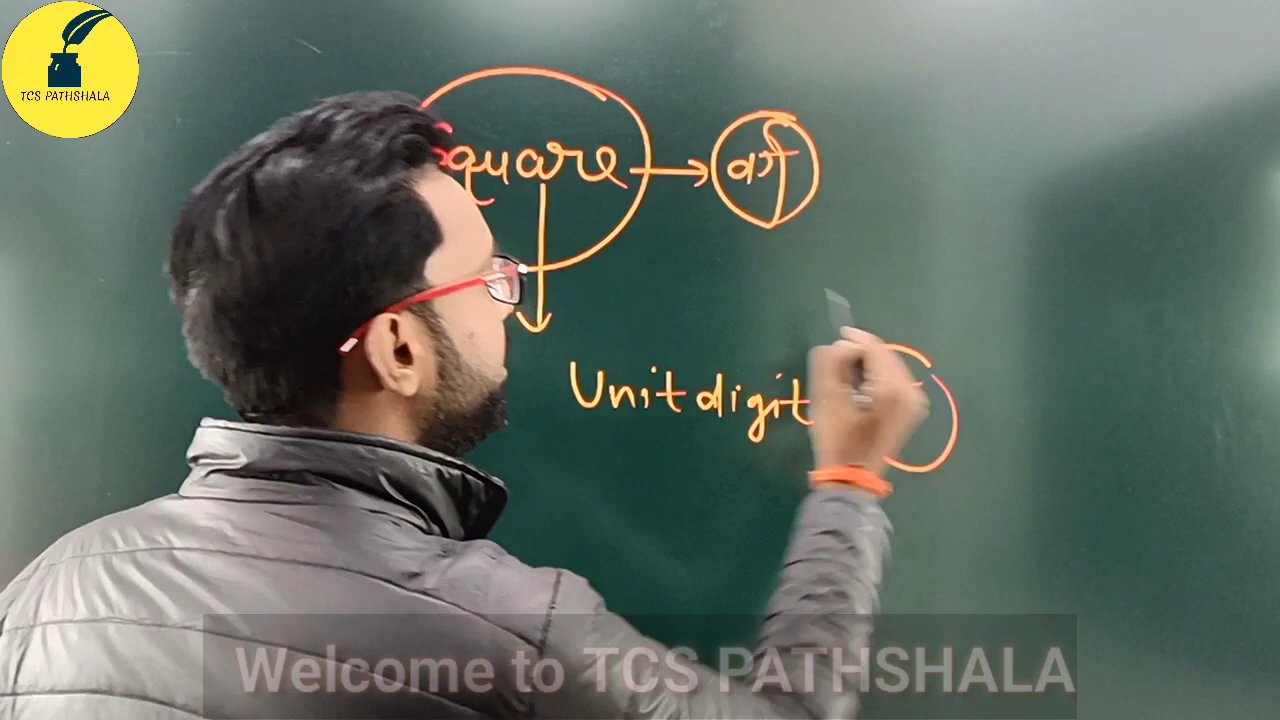 TCS PATHSHALA
Square → वर्ग
Unit digit
Welcome to TCS PATHSHALA